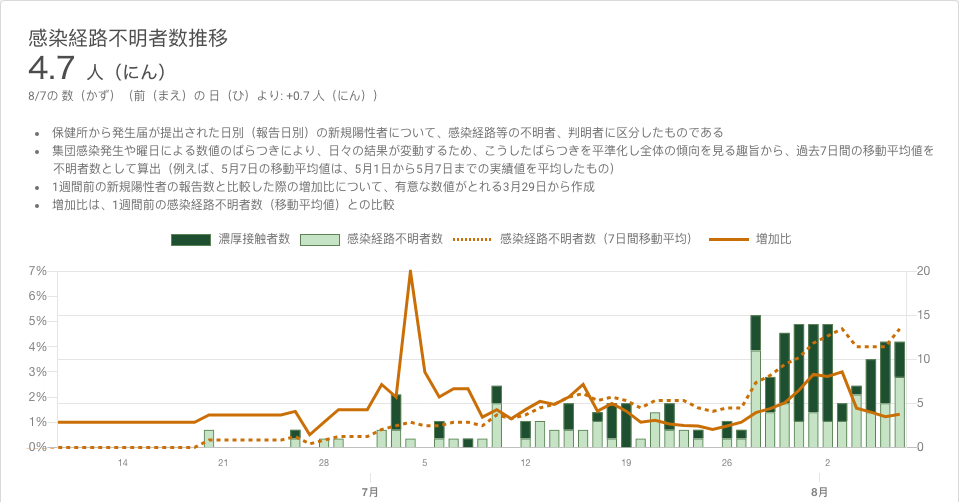 感染経路不明者数推移
4.7 人（にん）
8/7の 数（かず）（前（まえ）の 日（ひ）より: +0.7 人（にん））
• 保健所から発生届が提出された日別（報告日別）の新規陽性者について、感染経路等の不明者、判明者に区分したものである
• 集団感染発生や曜日による数値のばらつきにより、日々の結果が変動するため、こうしたばらつきを平準化し全体の傾向を見る趣旨から、過去7日間の移動平均値を
不明者数として算出（例えば、5月7日の移動平均値は、5月1日から5月7日までの実績値を平均したもの）
• 1週間前の新規陽性者の報告数と比較した際の増加比について、有意な数値がとれる3月29日から作成
• 増加比は、1週間前の感染経路不明者数（移動平均値）との比較
濃厚接触者数 感染経路不明者数 感染経路不明者数（7日間移動平均） 増加比
7% 20
6%
5% 15
4%
3% 10
2% 5
1%
0% 0
14 21 28 5 12 19 26 2
7月 8月